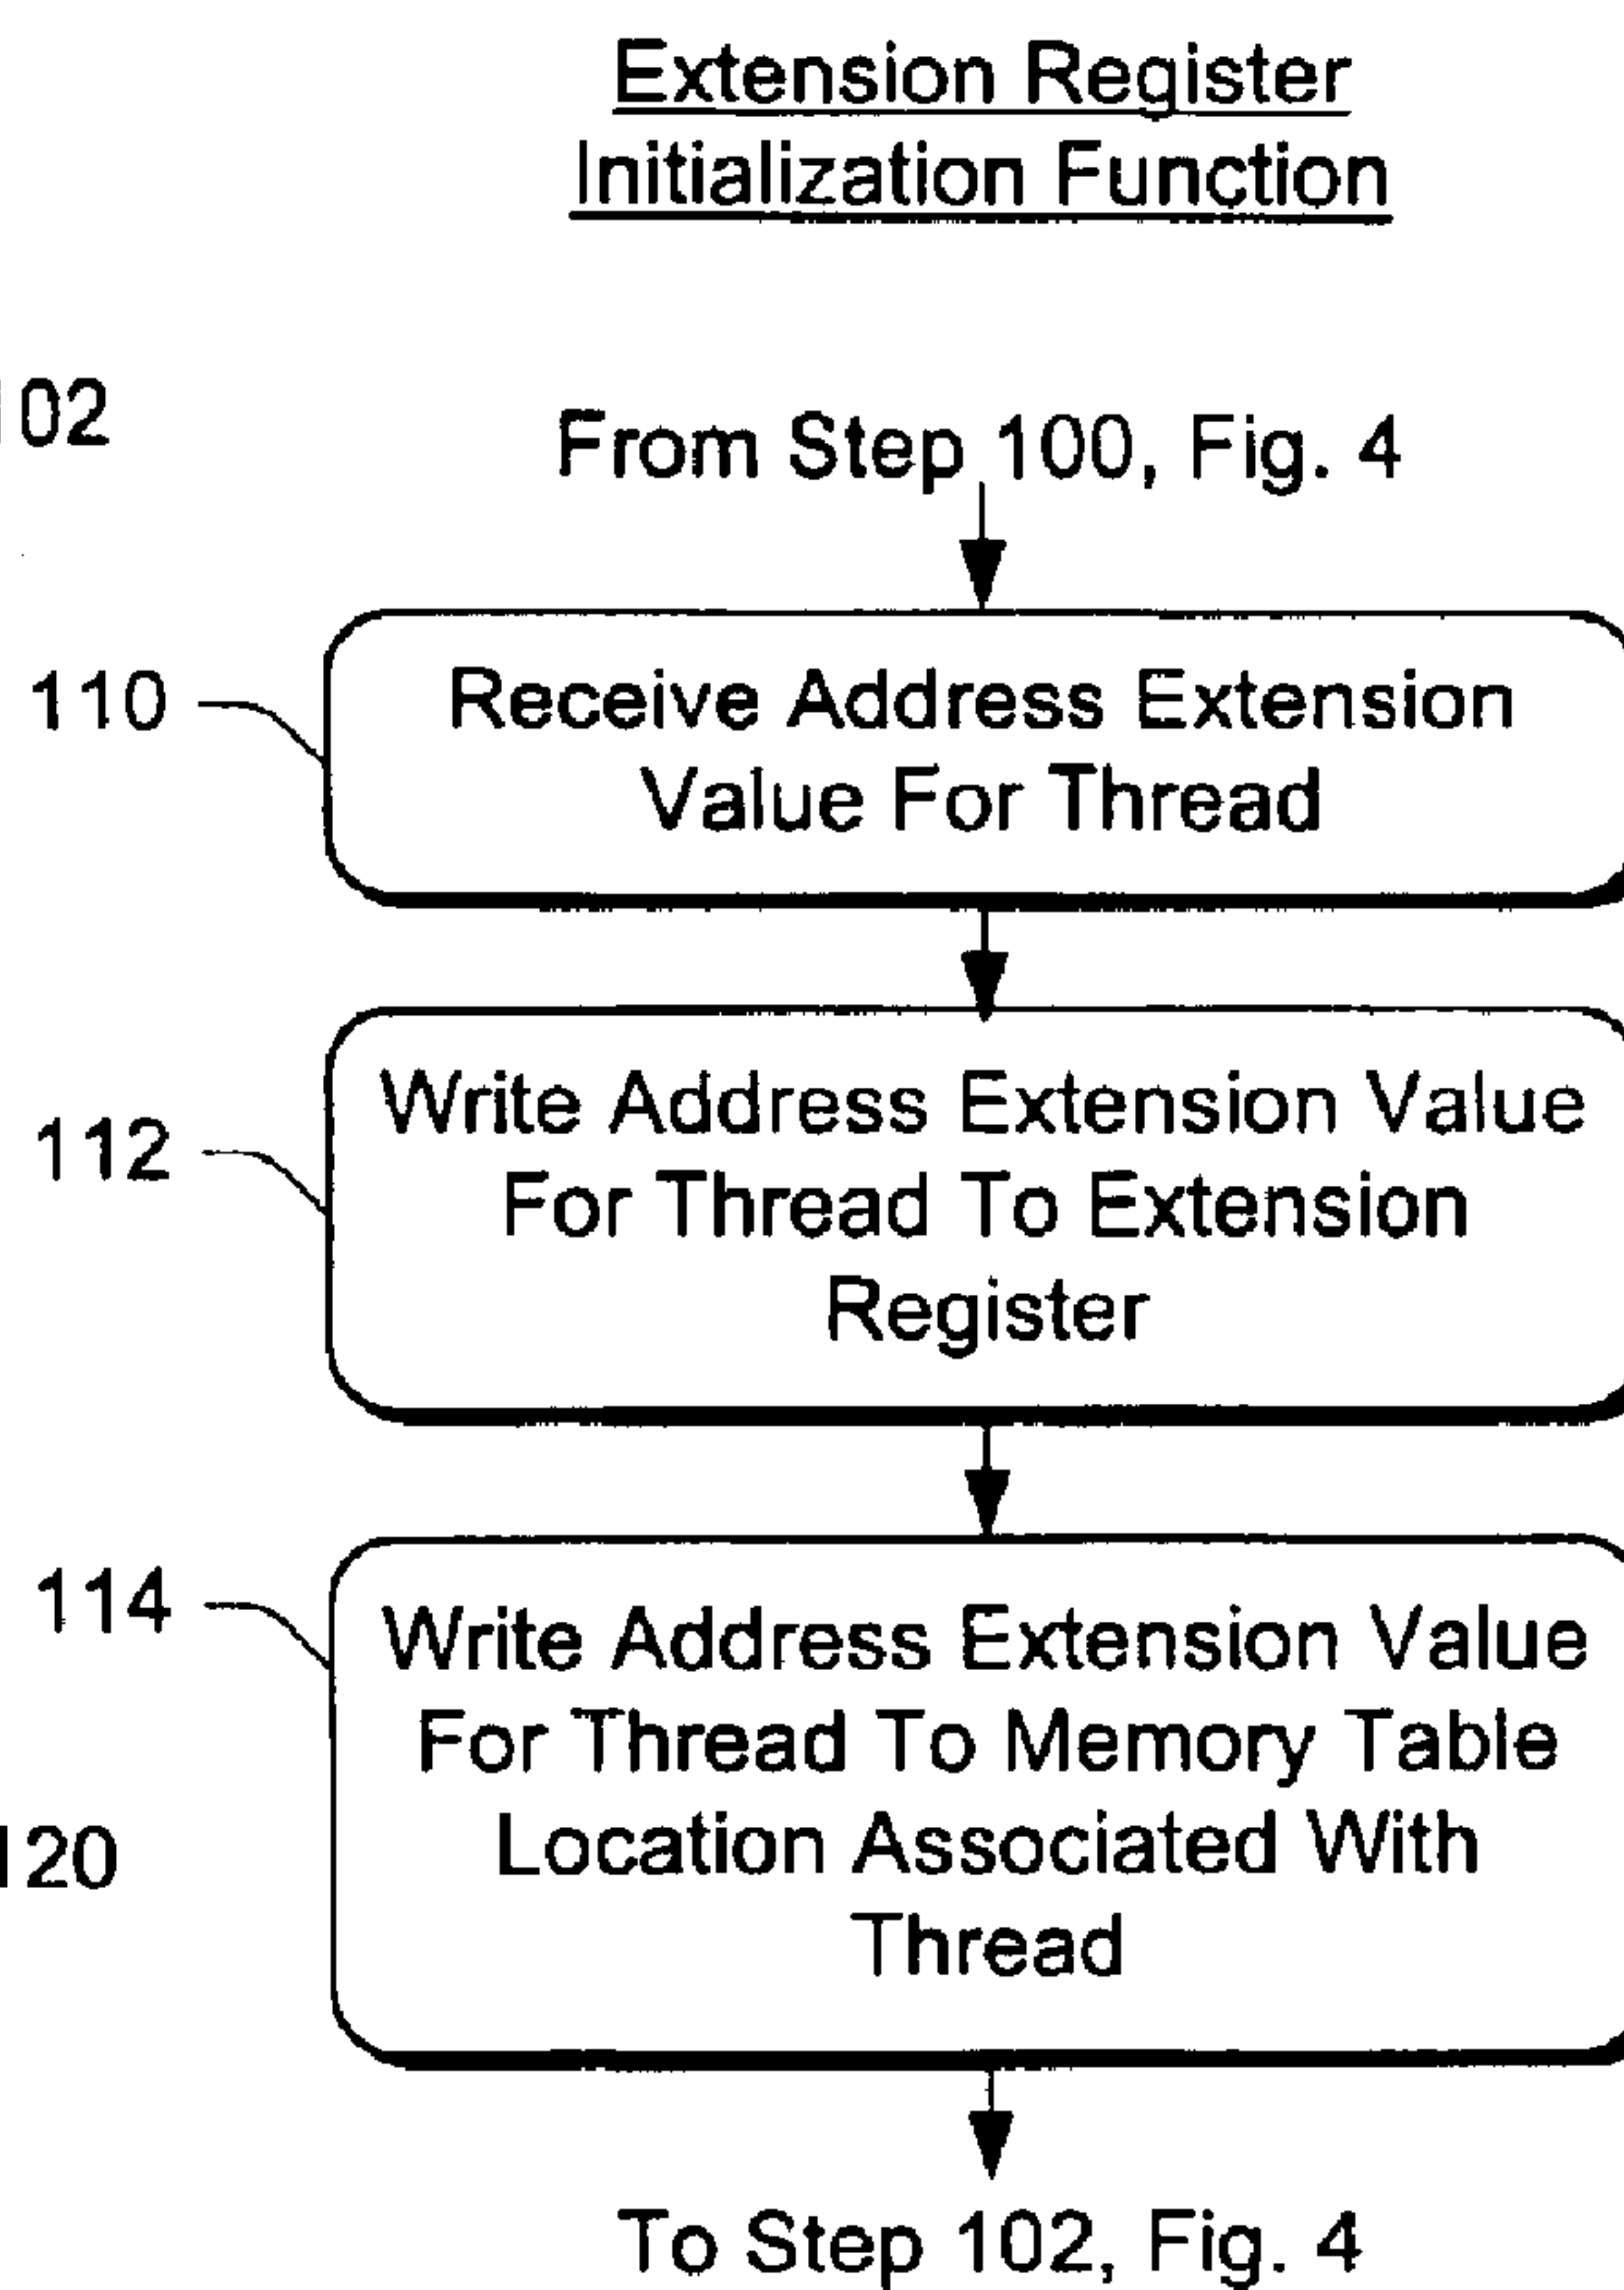 Extension Register
Initialization Function
102
From Step 100, Fig. 4
110
Receive Address Extension
Value For Thread
112
Write Address Extension Value
For Thread To Extension
Register
114
Write Address Extension Value
For Thread To Memory Table
Location Associated With
Thread
120
To Step 102, Fig. 4